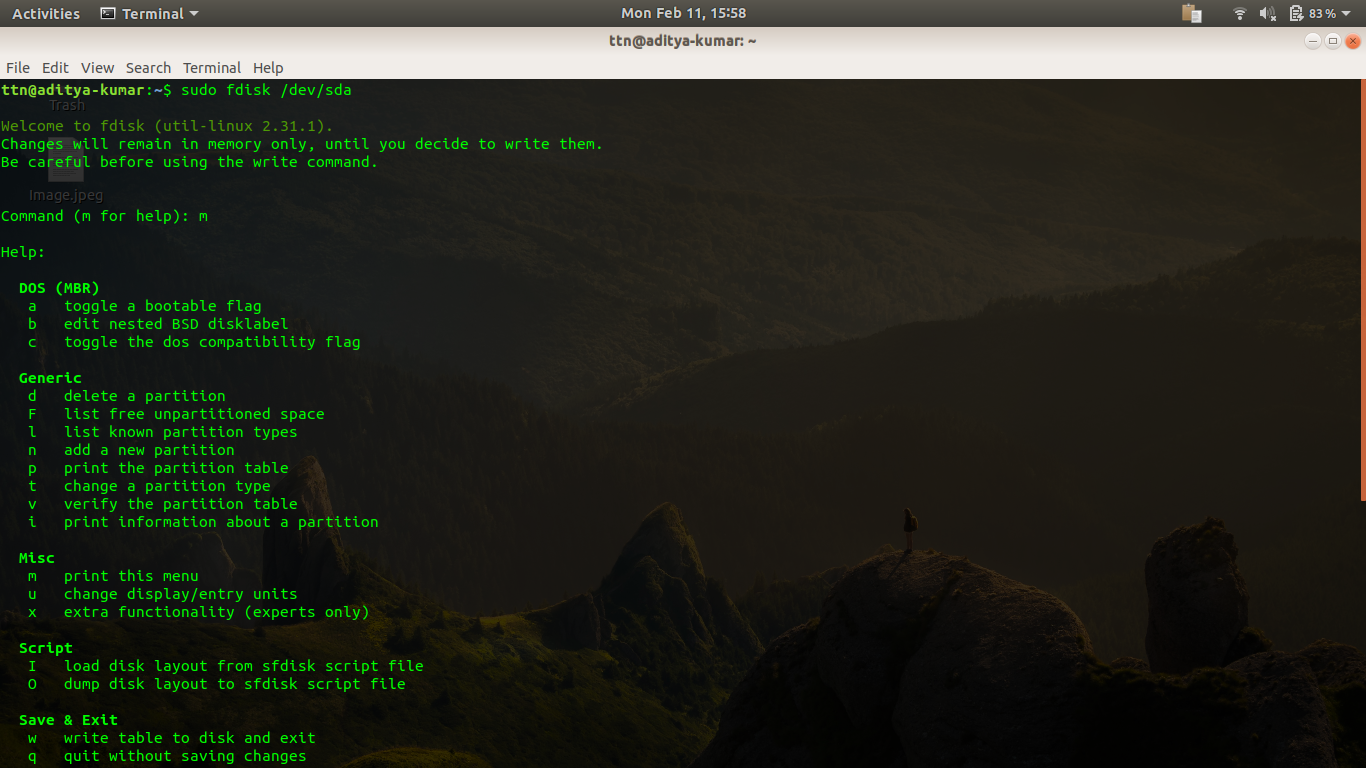 Activities Terminal Mon Feb 11, 15:58 83%
ttn@aditya-kumar: ~
File Edit View Search Terminal Help
ttn@aditya-kumar:~$ sudo fdisk /dev/sda
Trash
Welcome to fdisk (util-linux 2.31.1).
Changes will remain in memory only, until you decide to write them.
Be careful before using the write command.
Image.jpeg
Command (m for help): m
Help:
DOS (MBR)
a toggle a bootable flag
b edit nested BSD disklabel
c toggle the dos compatibility flag
Generic
d delete a partition
F list free unpartitioned space
l list known partition types
n add a new partition
p print the partition table
t change a partition type
v verify the partition table
i print information about a partition
Misc
m print this menu
u change display/entry units
x extra functionality (experts only)
Script
I load disk layout from sfdisk script file
O dump disk layout to sfdisk script file
Save & Exit
w write table to disk and exit
q quit without saving changes